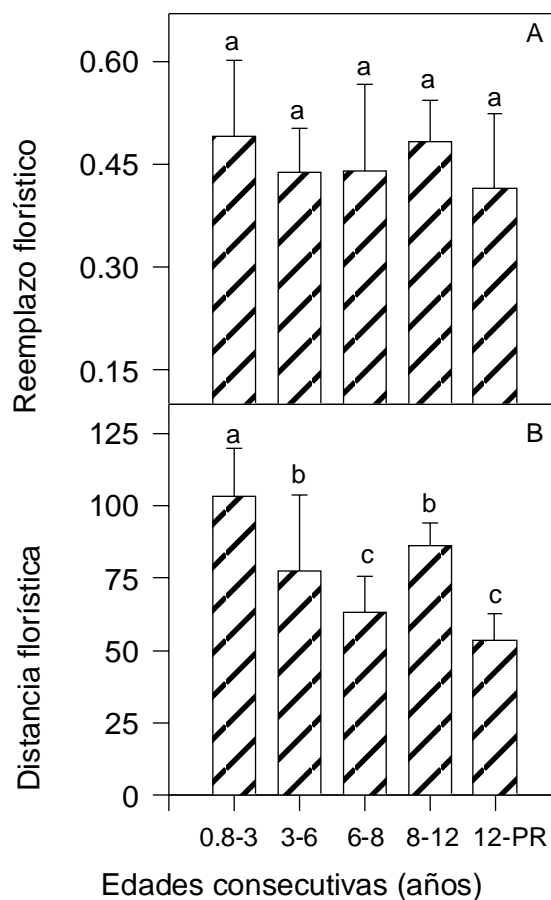 A
a a a a a
0.60
0.45
0.30
0.15
Reemplazo florístico
B
a b c b c
125
100
75
50
25
0
Distancia florística
0.8-3 3-6 6-8 8-12 12-PR
Edades consecutivas (años)